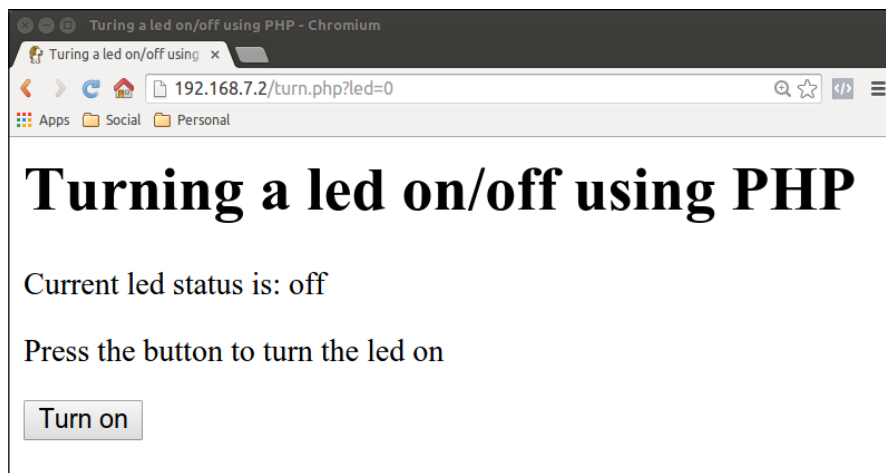 Turing a led on/off using PHP - Chromium
Turing a led on/off using
192.168.7.2/turn.php?led=0
Apps Social Personal
Turning a led on/off using PHP
Current led status is: off
Press the button to turn the led on
Turn on